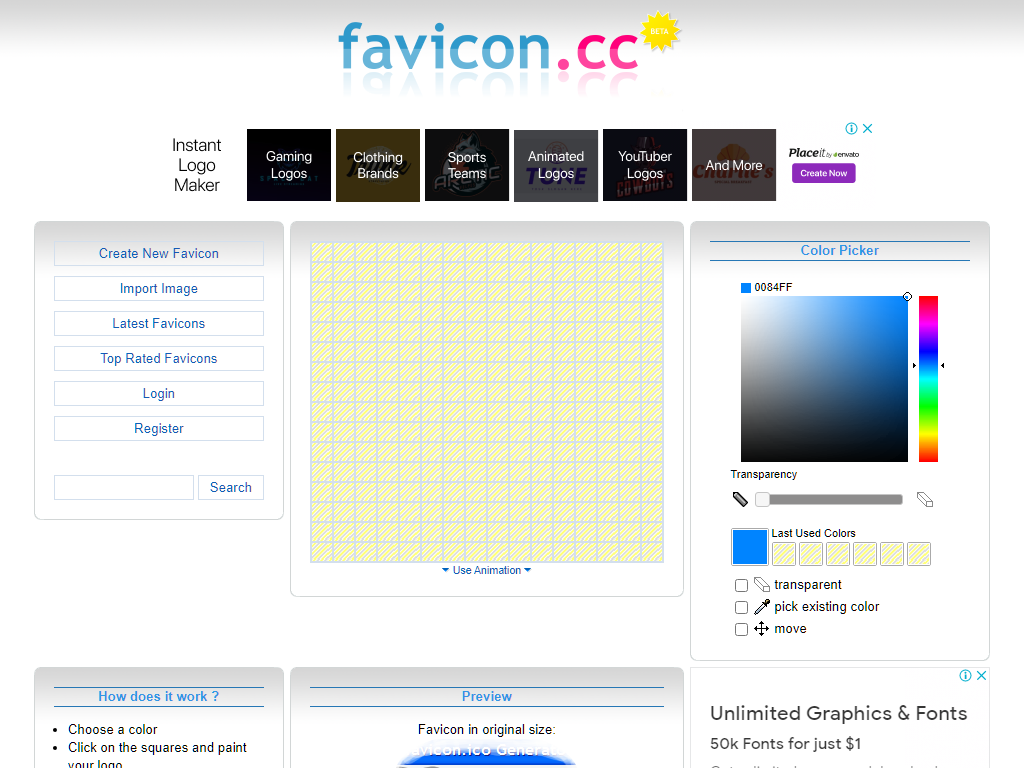 favicon.cc
BETA
Instant
Logo
Maker
Gaming
Logos
Clothing
Brands
Sports
Teams
Animated
Logos
YouTuber
Logos
And More
Placeit by envato
Create Now
Create New Favicon
Import Image
Latest Favicons
Top Rated Favicons
Login
Register
Search
Use Animation
Color Picker
0084FF
Transparency
Last Used Colors
transparent
pick existing color
move
How does it work ?
Choose a color
Click on the squares and paint
your logo
Preview
Favicon in original size:
Unlimited Graphics & Fonts
50k Fonts for just $1